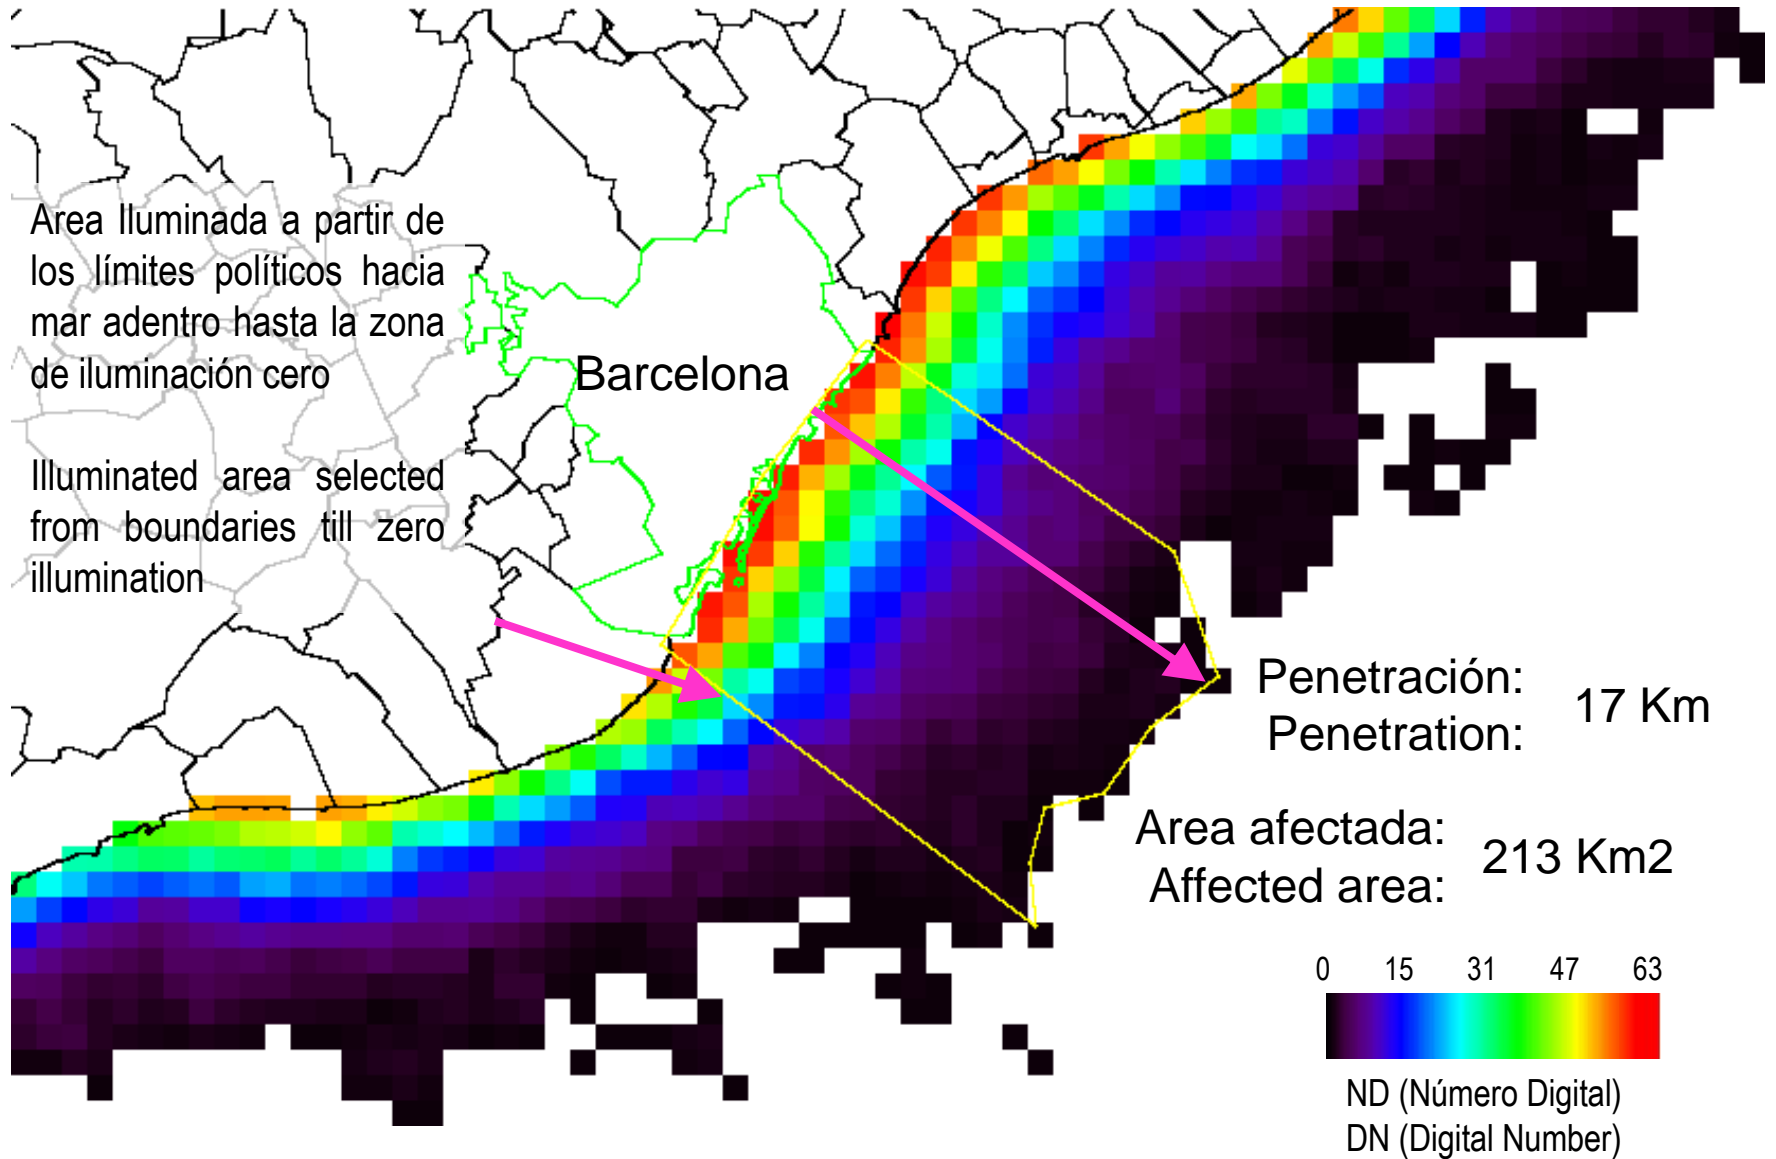 Area Iluminada a partir de
los límites políticos hacia
mar adentro hasta la zona
de iluminación cero
Illuminated area selected
from boundaries till zero
illumination
Barcelona
Penetración:
Penetration:
17 Km
Area afectada:
Affected area:
213 Km2
0 15 31 47 63
ND (Número Digital)
DN (Digital Number)